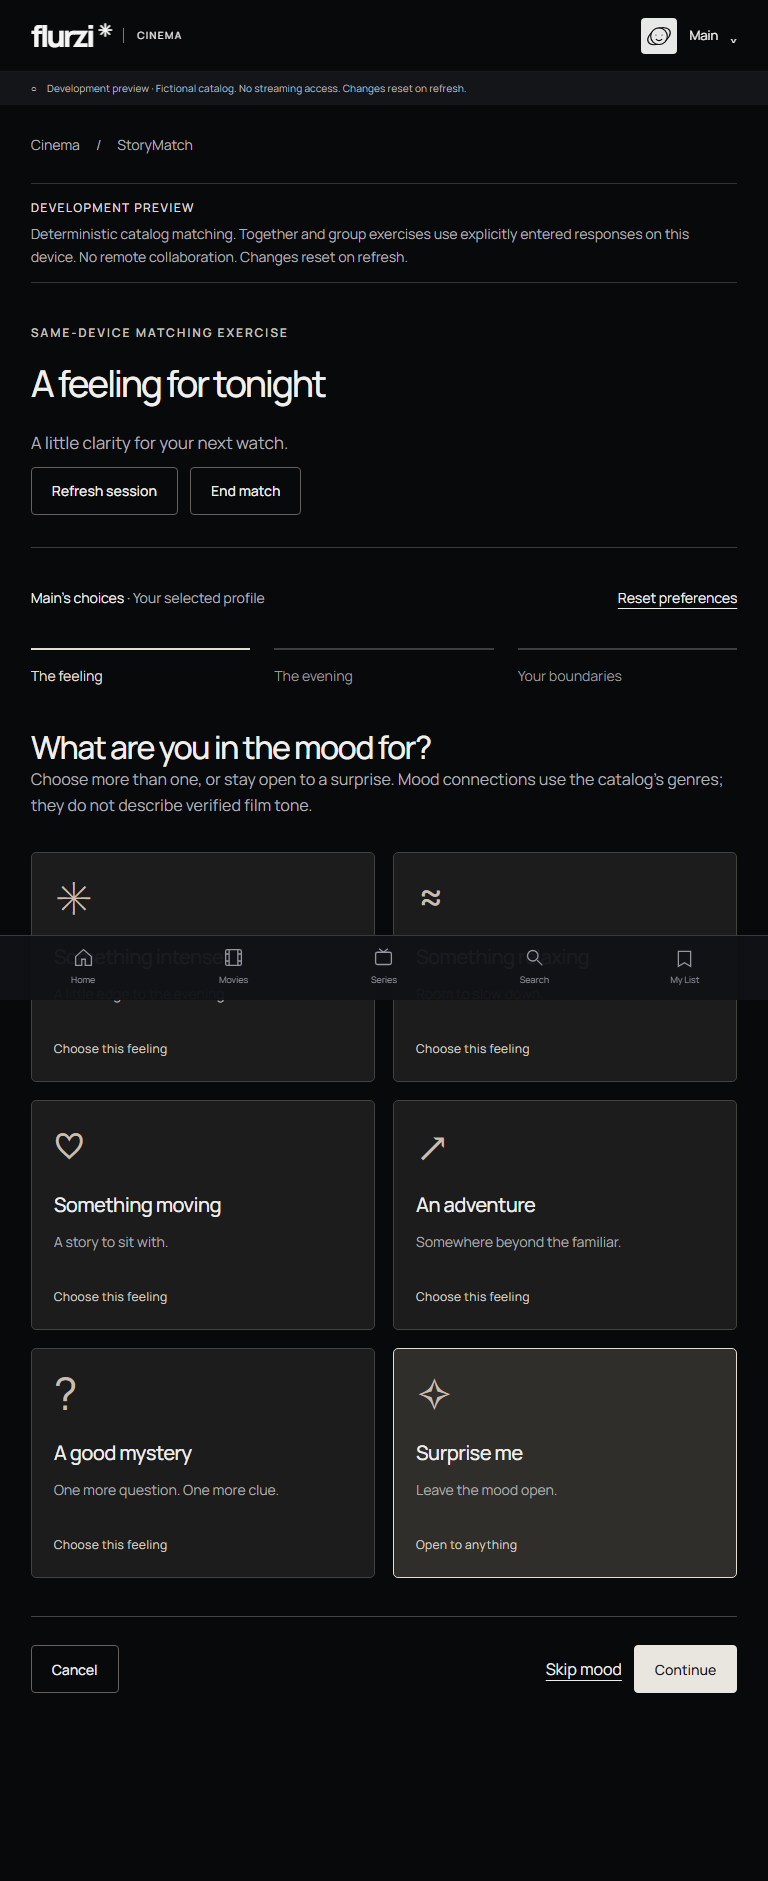 flurzi* CINEMA Main
Development preview · Fictional catalog. No streaming access. Changes reset on refresh.
Cinema / StoryMatch
DEVELOPMENT PREVIEW
Deterministic catalog matching. Together and group exercises use explicitly entered responses on this
device. No remote collaboration. Changes reset on refresh.
SAME-DEVICE MATCHING EXERCISE
A feeling for tonight
A little clarity for your next watch.
Refresh session End match
Main's choices · Your selected profile Reset preferences
The feeling The evening Your boundaries
What are you in the mood for?
Choose more than one, or stay open to a surprise. Mood connections use the catalog's genres;
they do not describe verified film tone.
Something intense Something relaxing
Home Movies Series Search My List
Choose this feeling Choose this feeling
Something moving An adventure
A story to sit with. Somewhere beyond the familiar.
Choose this feeling Choose this feeling
? 
A good mystery Surprise me
One more question. One more clue. Leave the mood open.
Choose this feeling Open to anything
Cancel Skip mood Continue